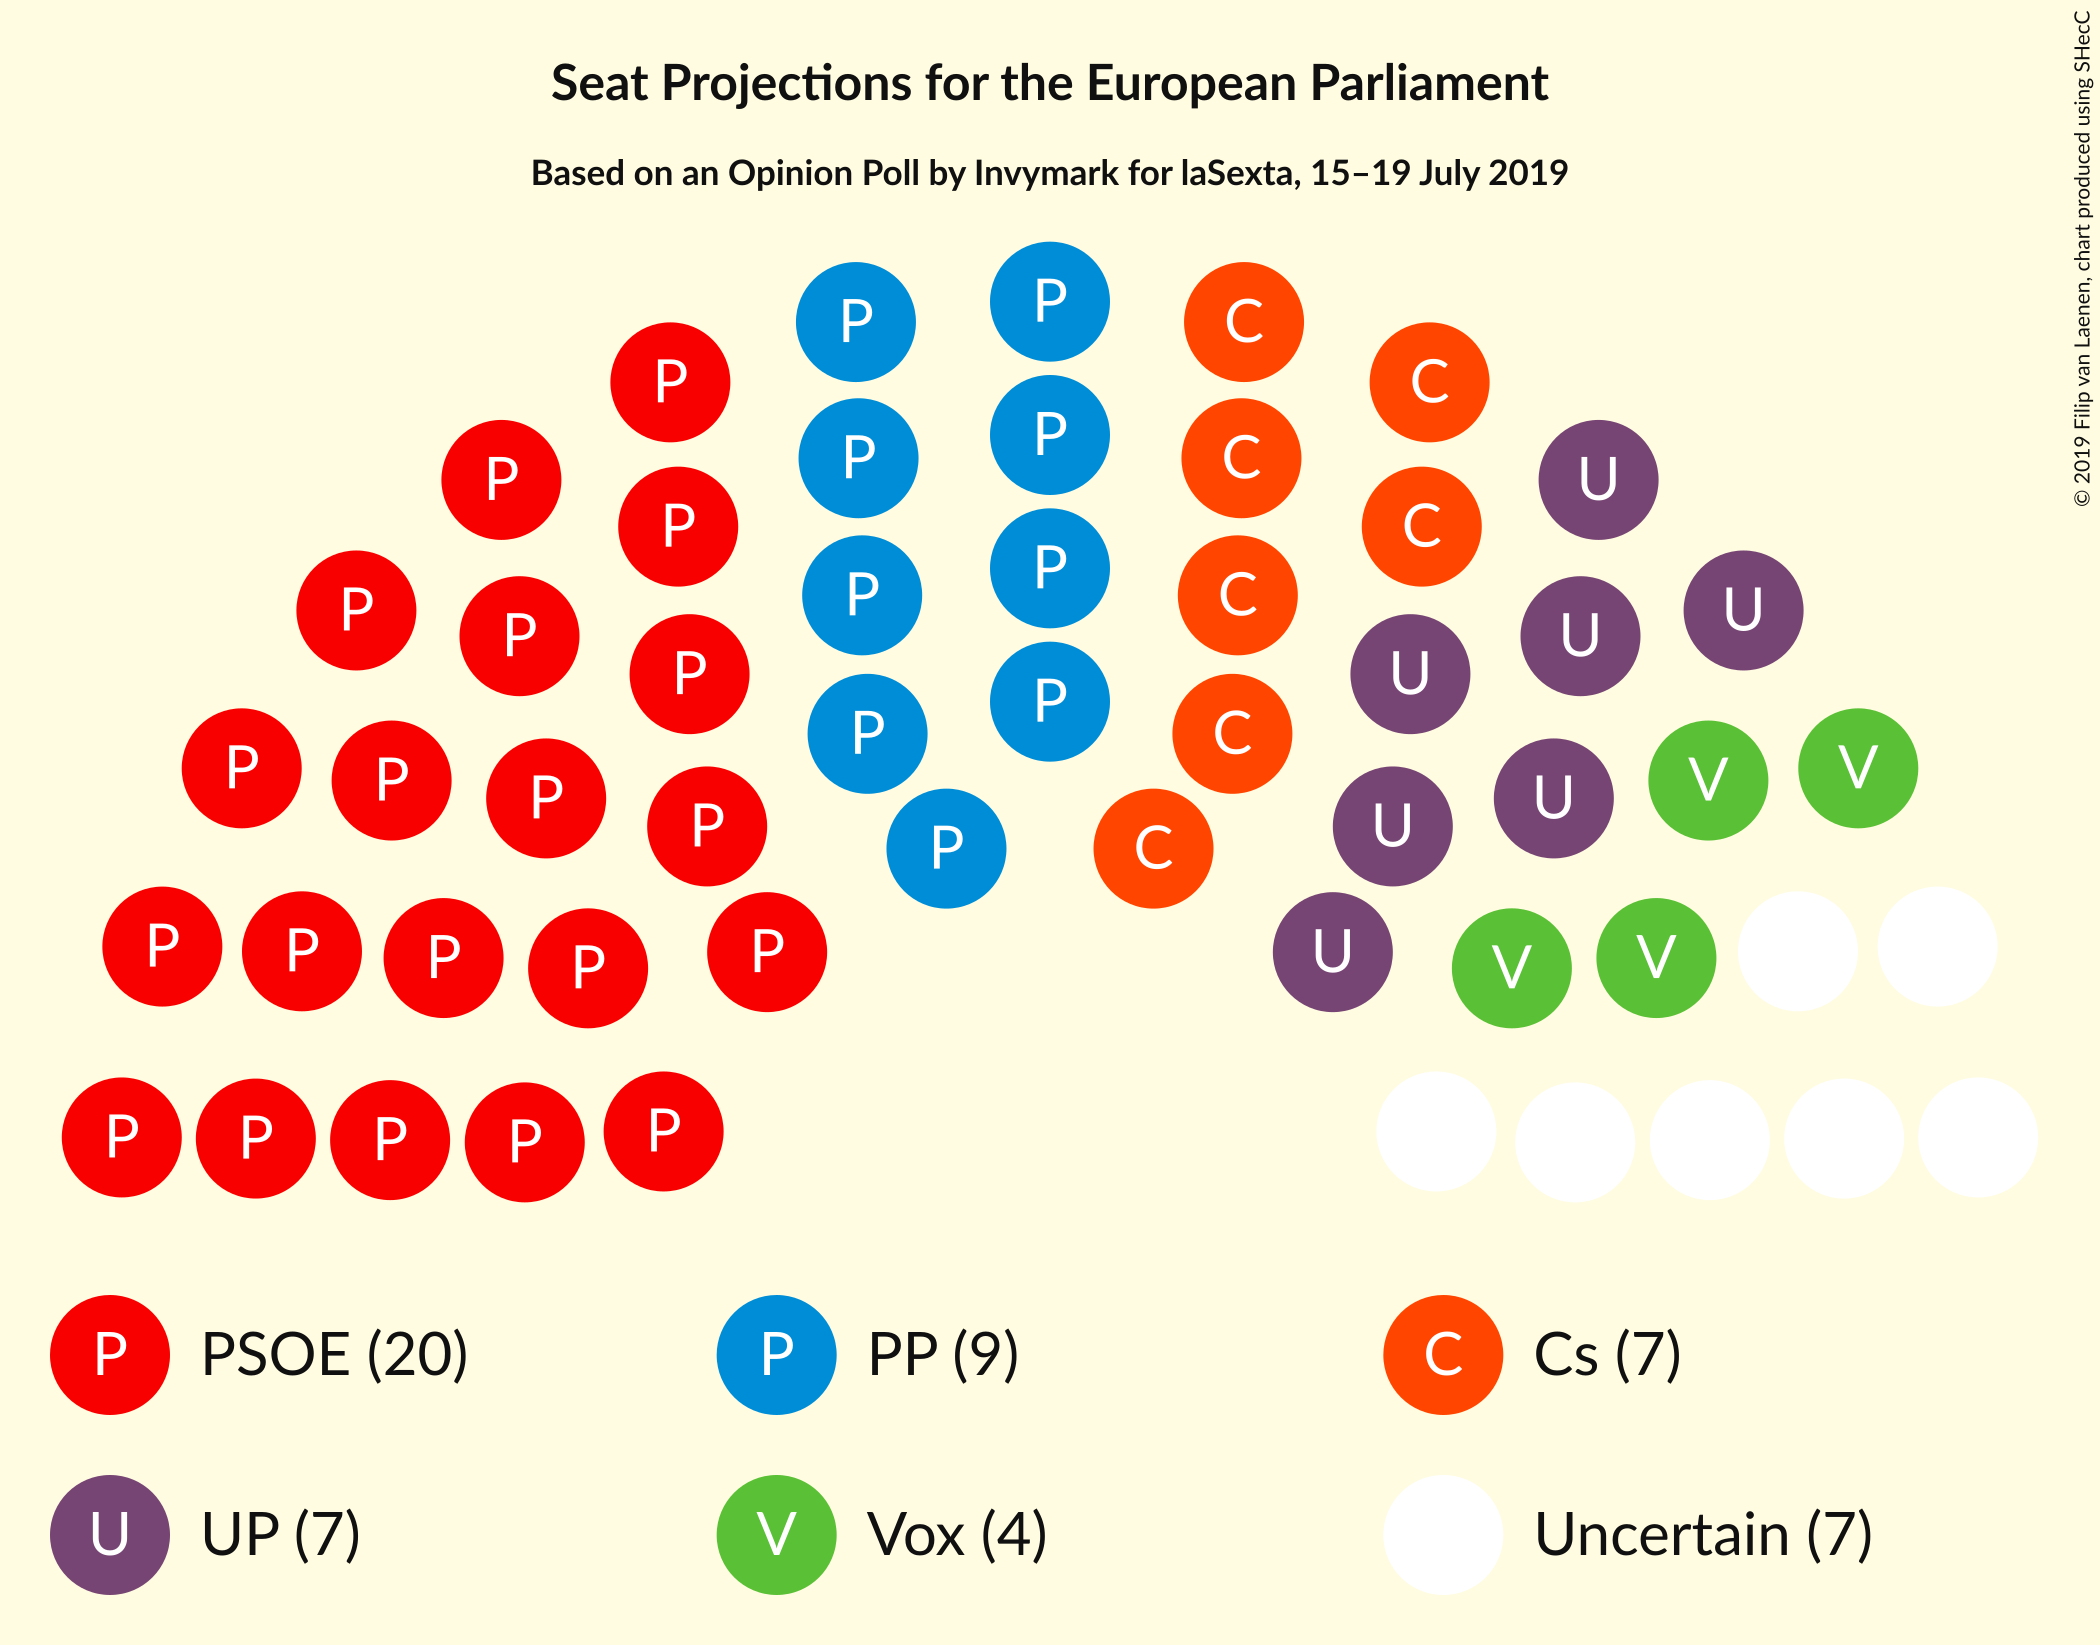 Seat Projections for the European Parliament
Based on an Opinion Poll by Invymark for laSexta, 15–19 July 2019
© 2019 Filip van Laenen, chart produced using SHecC
P P C C
P P
P P C C U
P P P P C C U U
P P P U
P P P P P P C U U V V
P C
P P P P P U V V
P P P P P
P PSOE (20) P PP (9) C Cs (7)
U UP (7) V Vox (4) Uncertain (7)